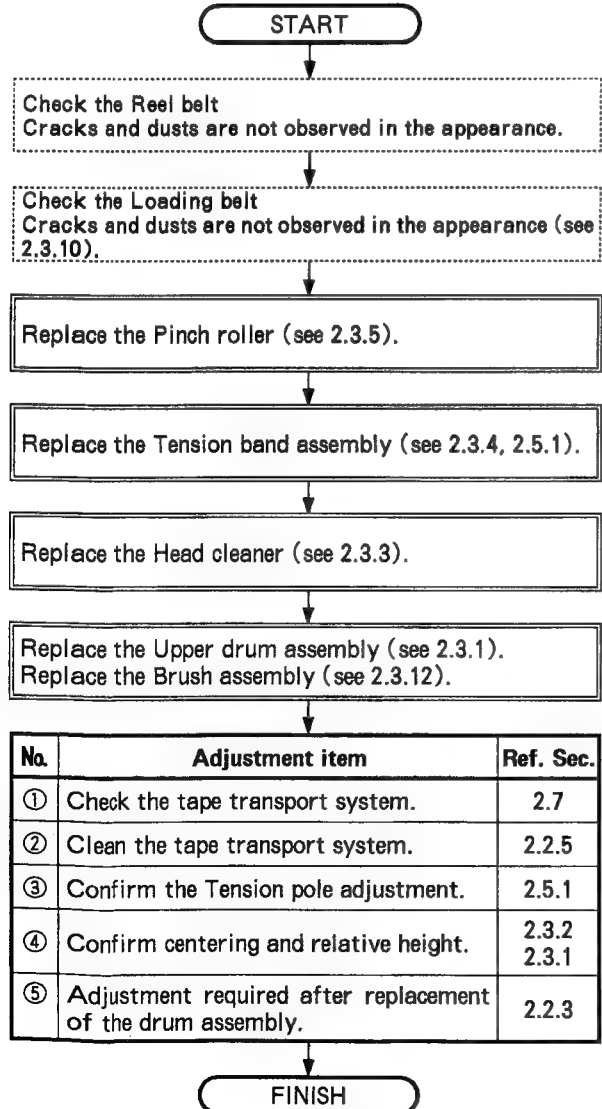 START
Check the Reel belt
Cracks and dusts are not observed in the appearance.
Check the Loading belt
Cracks and dusts are not observed in the appearance (see
2.3.10).
Replace the Pinch roller (see 2.3.5).
Replace the Tension band assembly (see 2.3.4, 2.5.1).
Replace the Head cleaner (see 2.3.3).
Replace the Upper drum assembly (see 2.3.1).
Replace the Brush assembly (see 2.3.12).
No. Adjustment item Ref. Sec.
① Check the tape transport system. 2.7
② Clean the tape transport system. 2.2.5
③ Confirm the Tension pole adjustment. 2.5.1
④ Confirm centering and relative height. 2.3.2
2.3.1
⑤ Adjustment required after replacement
of the drum assembly. 2.2.3
FINISH